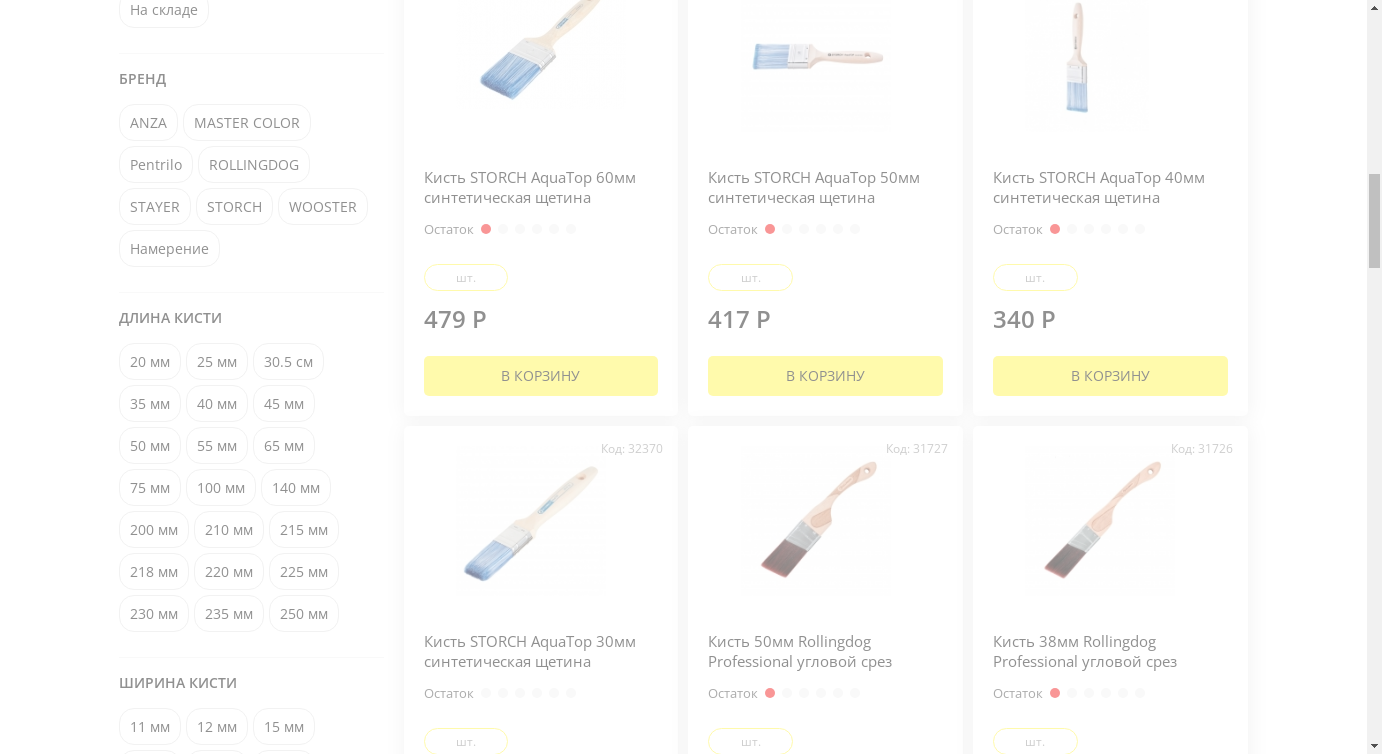 На складе
БРЕНД
ANZA
MASTER COLOR
Pentrilo
ROLLINGDOG
STAYER
STORCH
WOOSTER
Намерение
ДЛИНА КИСТИ
20 мм
25 мм
30.5 см
35 мм
40 мм
45 мм
50 мм
55 мм
65 мм
75 мм
100 мм
140 мм
200 мм
210 мм
215 мм
218 мм
220 мм
225 мм
230 мм
235 мм
250 мм
ШИРИНА КИСТИ
11 мм
12 мм
15 мм
Кисть STORCH AquaTop 60мм
синтетическая щетина
Остаток
шт.
479 Р
В КОРЗИНУ
Кисть STORCH AquaTop 50мм
синтетическая щетина
Остаток
шт.
417 Р
В КОРЗИНУ
Кисть STORCH AquaTop 40мм
синтетическая щетина
Остаток
шт.
340 Р
В КОРЗИНУ
Код: 32370
Кисть STORCH AquaTop 30мм
синтетическая щетина
Остаток
шт.
Код: 31727
Кисть 50мм Rollingdog
Professional угловой срез
Остаток
шт.
Код: 31726
Кисть 38мм Rollingdog
Professional угловой срез
Остаток
шт.